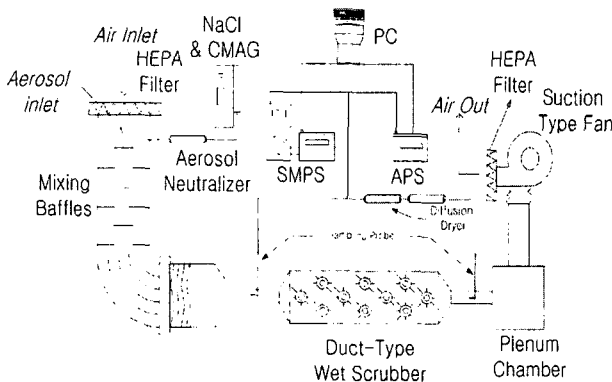 Air Inlet
HEPA
Filter
Aerosol
inlet
NaCl
& CMAG
PC
HEPA
Filter
Air Out
Suction
Type Fan
Aerosol
Neutralizer
SMPS
APS
Mixing
Baffles
Dryer
Probe
Duct-Type
Wet Scrubber
Plenum
Chamber